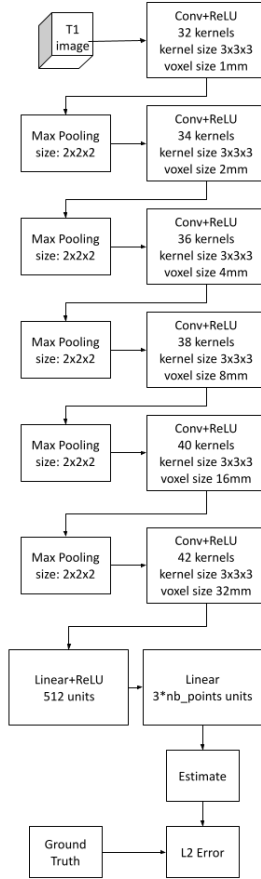 T1
image
Conv+ReLU
32 kernels
kernel size 3x3x3
voxel size 1mm
Max Pooling
size: 2x2x2
Conv+ReLU
34 kernels
kernel size 3x3x3
voxel size 2mm
Max Pooling
size: 2x2x2
Conv+ReLU
36 kernels
kernel size 3x3x3
voxel size 4mm
Max Pooling
size: 2x2x2
Conv+ReLU
38 kernels
kernel size 3x3x3
voxel size 8mm
Max Pooling
size: 2x2x2
Conv+ReLU
40 kernels
kernel size 3x3x3
voxel size 16mm
Max Pooling
size: 2x2x2
Conv+ReLU
42 kernels
kernel size 3x3x3
voxel size 32mm
Linear+ReLU
512 units
Linear
3*nb_points units
Estimate
Ground
Truth
L2 Error